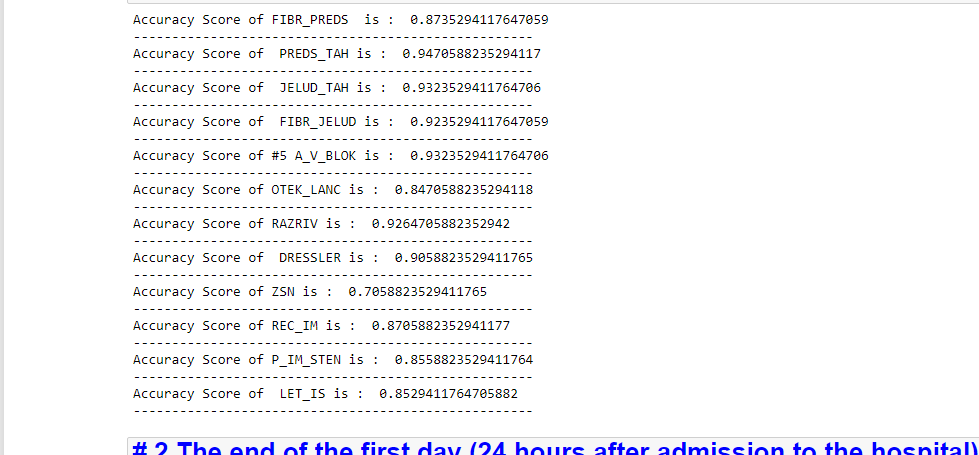 Accuracy Score of FIBR_PREDS  is :  0.8735294117647059
----------------------------------------------------
Accuracy Score of  PREDS_TAH is :  0.9470588235294117
----------------------------------------------------
Accuracy Score of  JELUD_TAH is :  0.9323529411764706
----------------------------------------------------
Accuracy Score of  FIBR_JELUD is :  0.9235294117647059
----------------------------------------------------
Accuracy Score of #5 A_V_BLOK is :  0.9323529411764706
----------------------------------------------------
Accuracy Score of OTEK_LANC is :  0.8470588235294118
----------------------------------------------------
Accuracy Score of RAZRIV is :  0.9264705882352942
----------------------------------------------------
Accuracy Score of  DRESSLER is :  0.9058823529411765
----------------------------------------------------
Accuracy Score of ZSN is :  0.7058823529411765
----------------------------------------------------
Accuracy Score of REC_IM is :  0.8705882352941177
----------------------------------------------------
Accuracy Score of P_IM_STEN is :  0.8558823529411764
----------------------------------------------------
Accuracy Score of  LET_IS is :  0.8529411764705882
----------------------------------------------------
# 2 The end of the first day (24 hours after admission to the hospital)